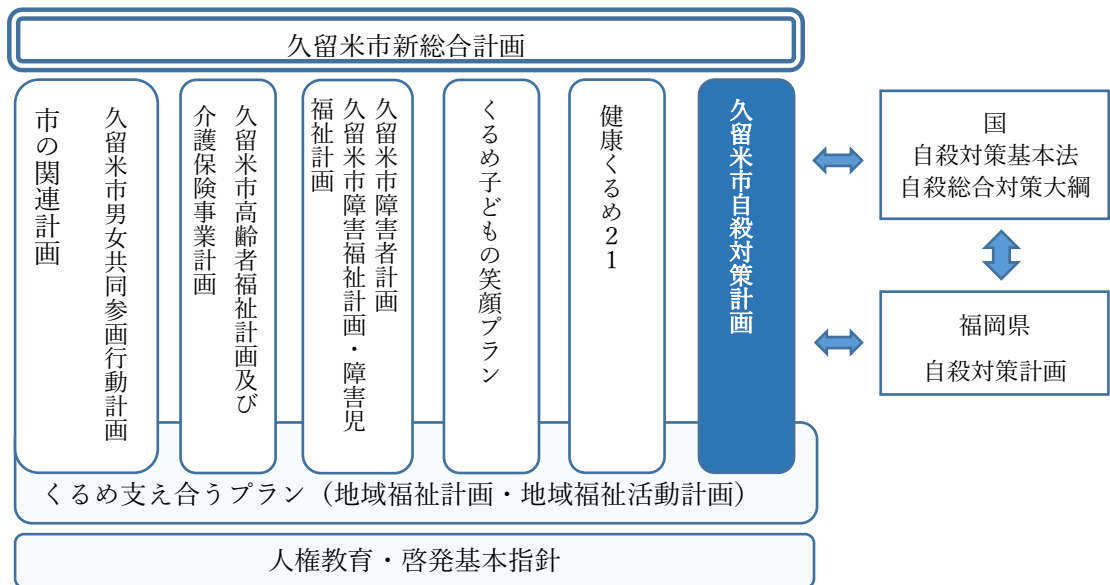 久留米市新総合計画
久留米市男女共同参画行動計画
市の関連計画
久留米市高齢者福祉計画及び
介護保険事業計画
久留米市障害者計画
久留米市障害福祉計画・障害児
福祉計画
くるめ子どもの笑顔プラン
健康くるめ２１
久留米市自殺対策計画
国
自殺対策基本法
自殺総合対策大綱
福岡県
自殺対策計画
くるめ支え合うプラン（地域福祉計画・地域福祉活動計画）
人権教育・啓発基本指針